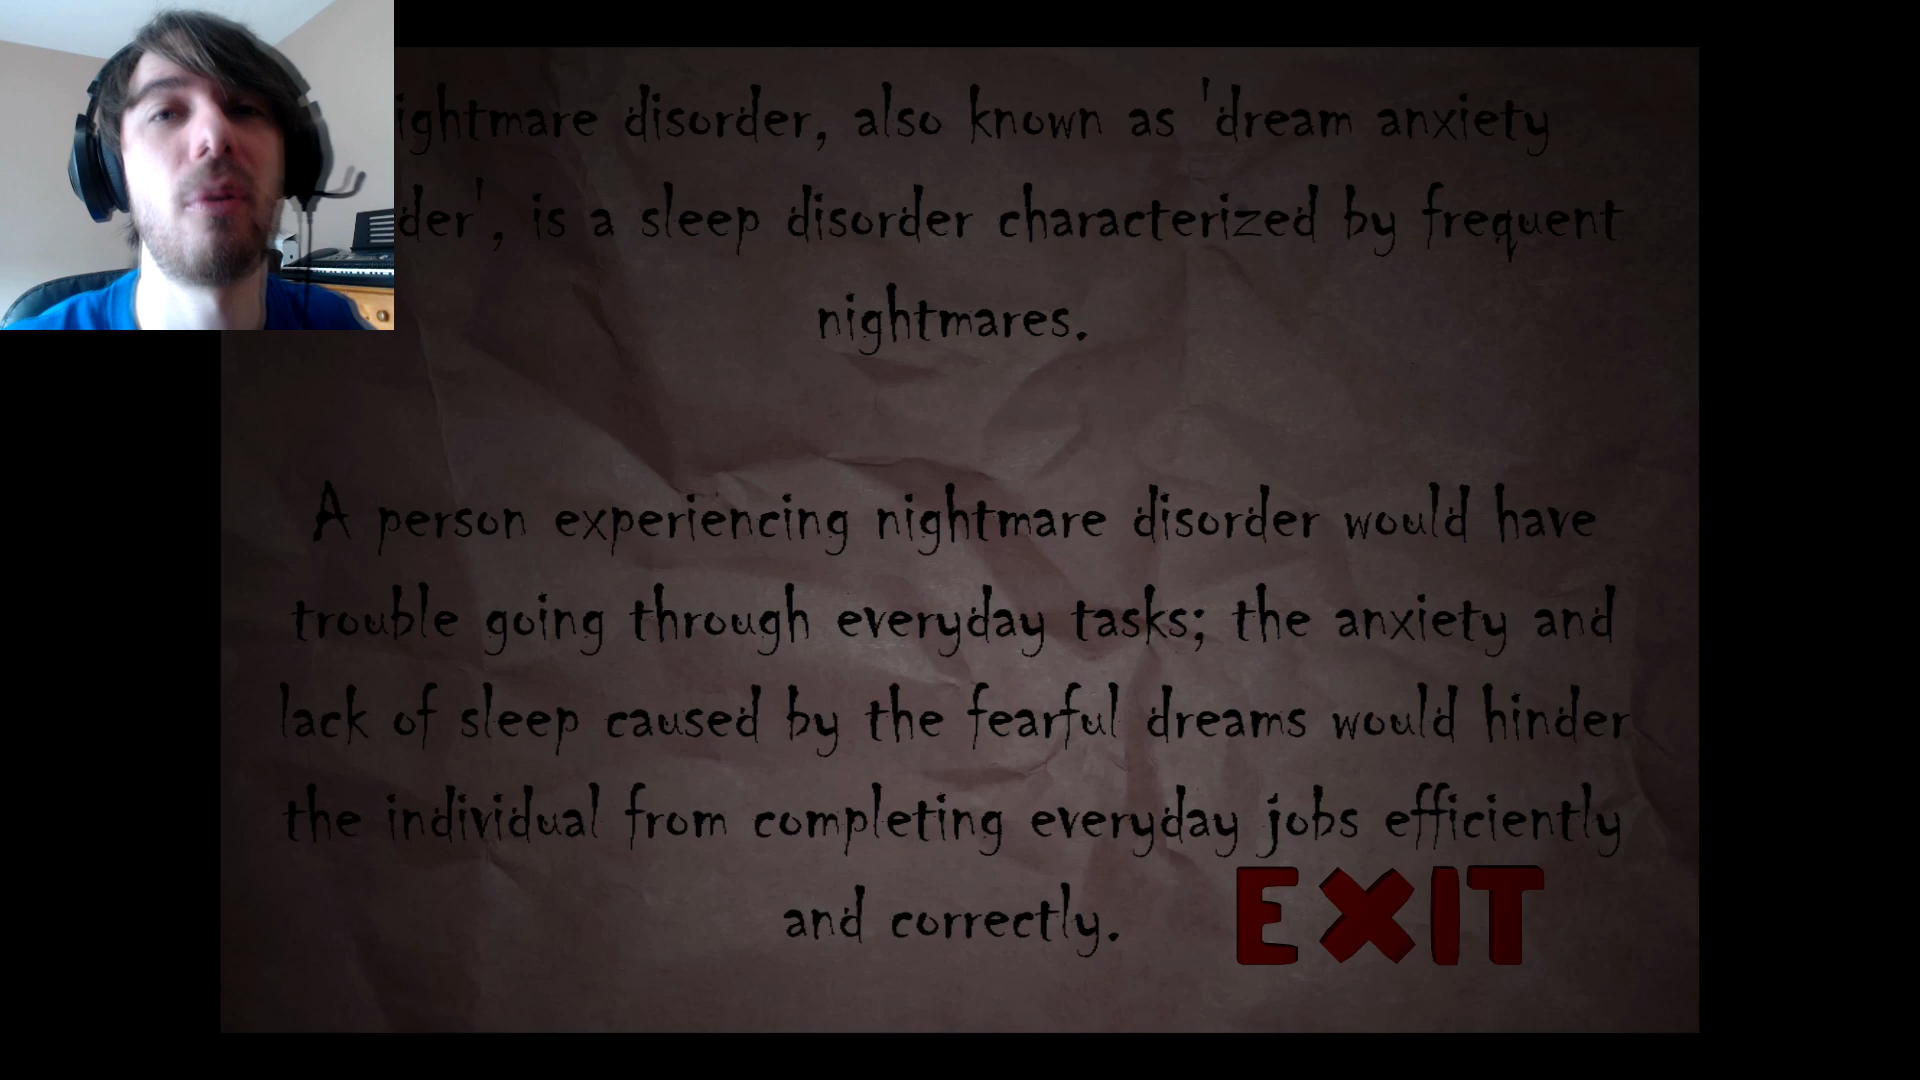 ightmare disorder, also known as 'dream anxiety
der', is a sleep disorder characterized by frequent
nightmares.
A person experiencing nightmare disorder would have
trouble going through everyday tasks; the anxiety and
lack of sleep caused by the fearful dreams would hinder
the individual from completing everyday jobs efficiently
and correctly.
EXIT